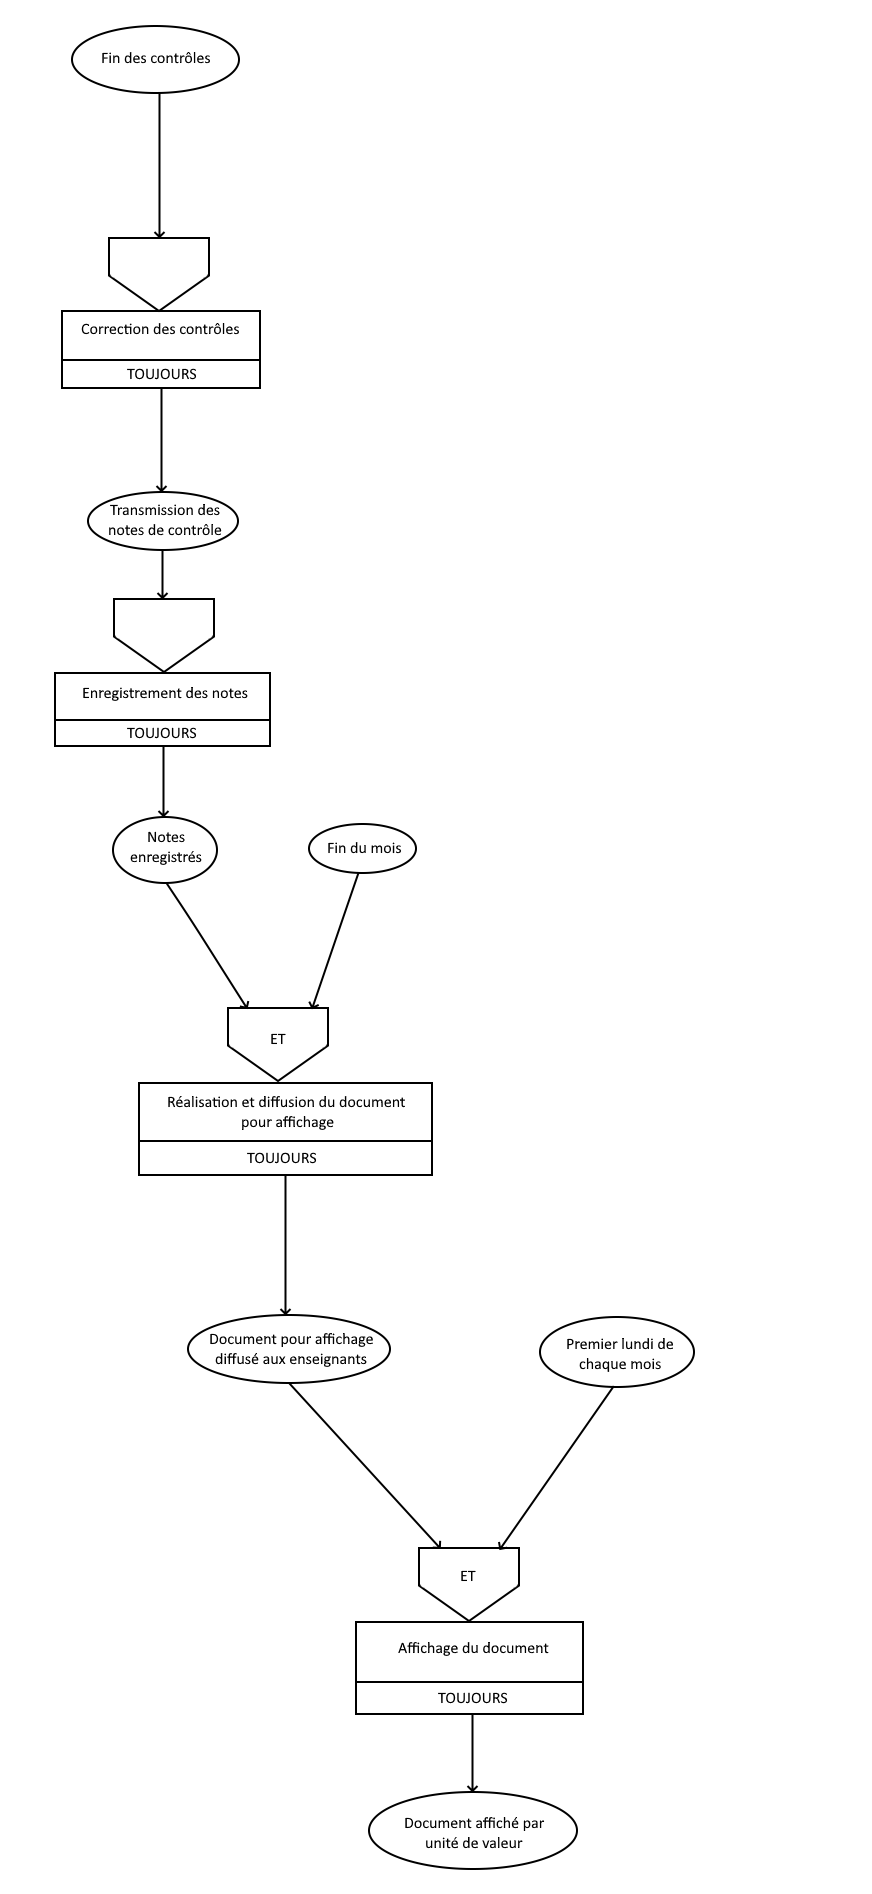 Fin des contrôles
Correction des contrôles
TOUJOURS
Transmission des
notes de contrôle
Enregistrement des notes
TOUJOURS
Notes
enregistrés
Fin du mois
ET
Réalisation et diffusion du document
pour affichage
TOUJOURS
Document pour affichage
diffusé aux enseignants
Premier lundi de
chaque mois
ET
Affichage du document
TOUJOURS
Document affiché par
unité de valeur